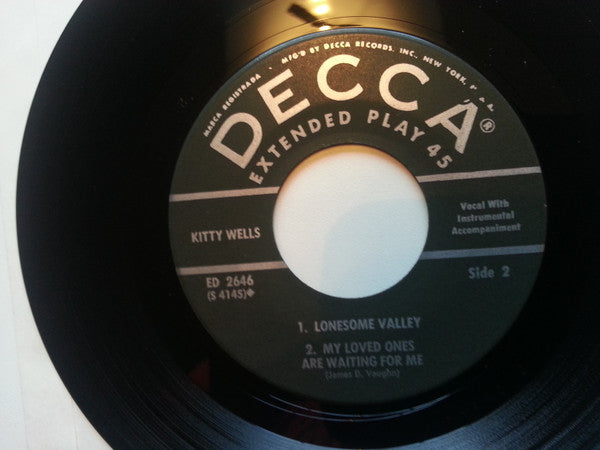 MARCA REGISTRADA • MF'G'D BY DECCA RECORDS, INC., NEW YORK, U.S.A.
DECCA®
EXTENDED PLAY 45
KITTY WELLS
Vocal With
Instrumental
Accompaniment
ED 2646
(S 4145)◆
Side 2
1. LONESOME VALLEY
2. MY LOVED ONES
ARE WAITING FOR ME
(James D. Vaughn)